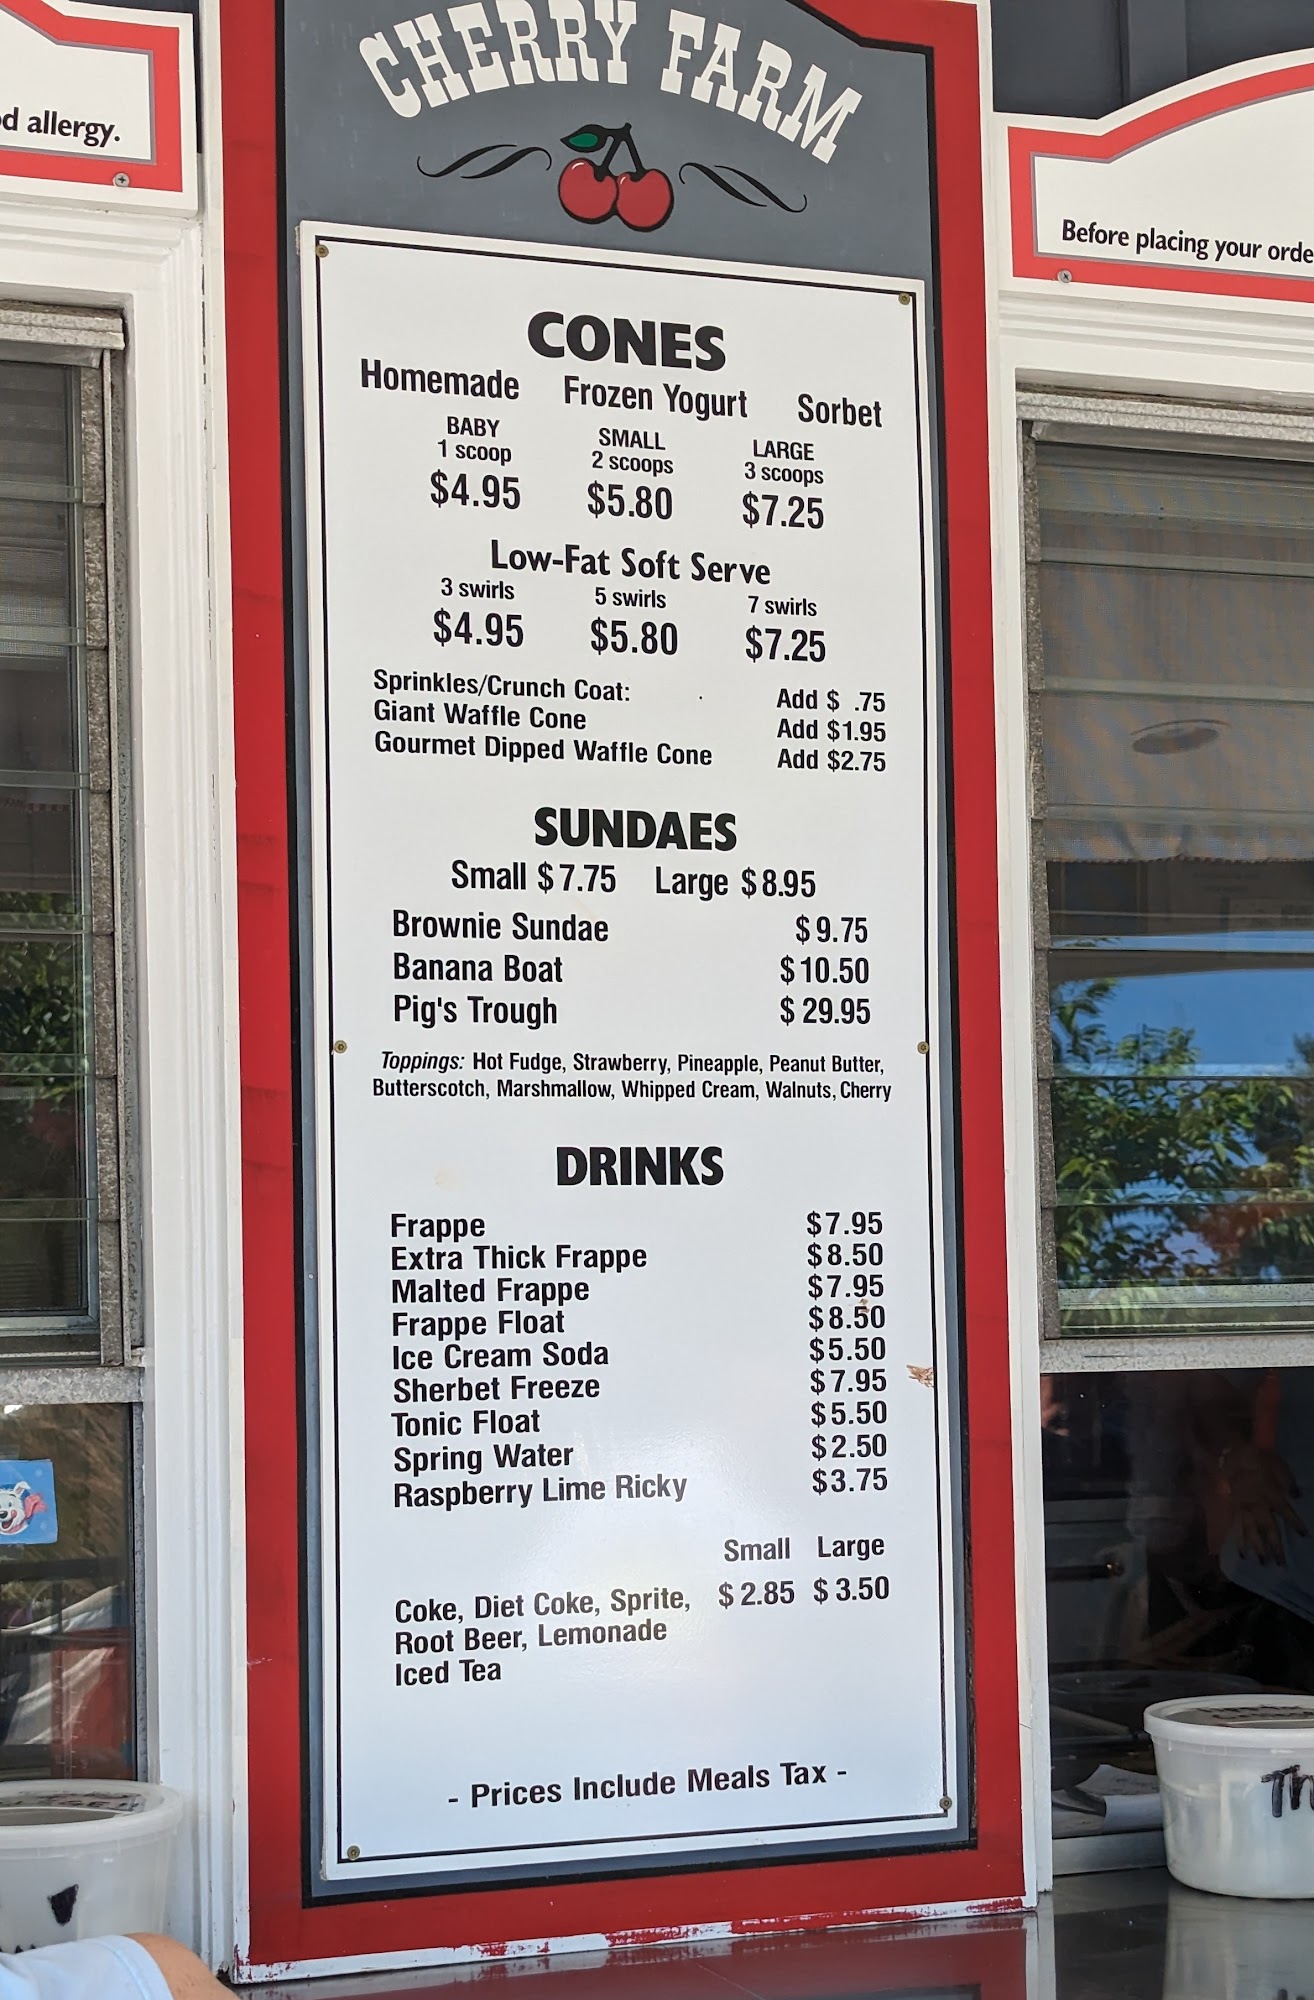 CHERRY FARM
d allergy.
Before placing your orde
CONES
Homemade Frozen Yogurt Sorbet
BABY SMALL LARGE
1 scoop 2 scoops 3 scoops
$4.95 $5.80 $7.25
Low-Fat Soft Serve
3 swirls 5 swirls 7 swirls
$4.95 $5.80 $7.25
Sprinkles/Crunch Coat: Add $ .75
Giant Waffle Cone Add $1.95
Gourmet Dipped Waffle Cone Add $2.75
SUNDAES
Small $7.75 Large $8.95
Brownie Sundae $9.75
Banana Boat $10.50
Pig's Trough $ 29.95
Toppings: Hot Fudge, Strawberry, Pineapple, Peanut Butter,
Butterscotch, Marshmallow, Whipped Cream, Walnuts, Cherry
DRINKS
Frappe $7.95
Extra Thick Frappe $8.50
Malted Frappe $7.95
Frappe Float $8.50
Ice Cream Soda $5.50
Sherbet Freeze $7.95
Tonic Float $5.50
Spring Water $2.50
Raspberry Lime Ricky $3.75
Small Large
Coke, Diet Coke, Sprite, $2.85 $3.50
Root Beer, Lemonade
Iced Tea
- Prices Include Meals Tax -
Th